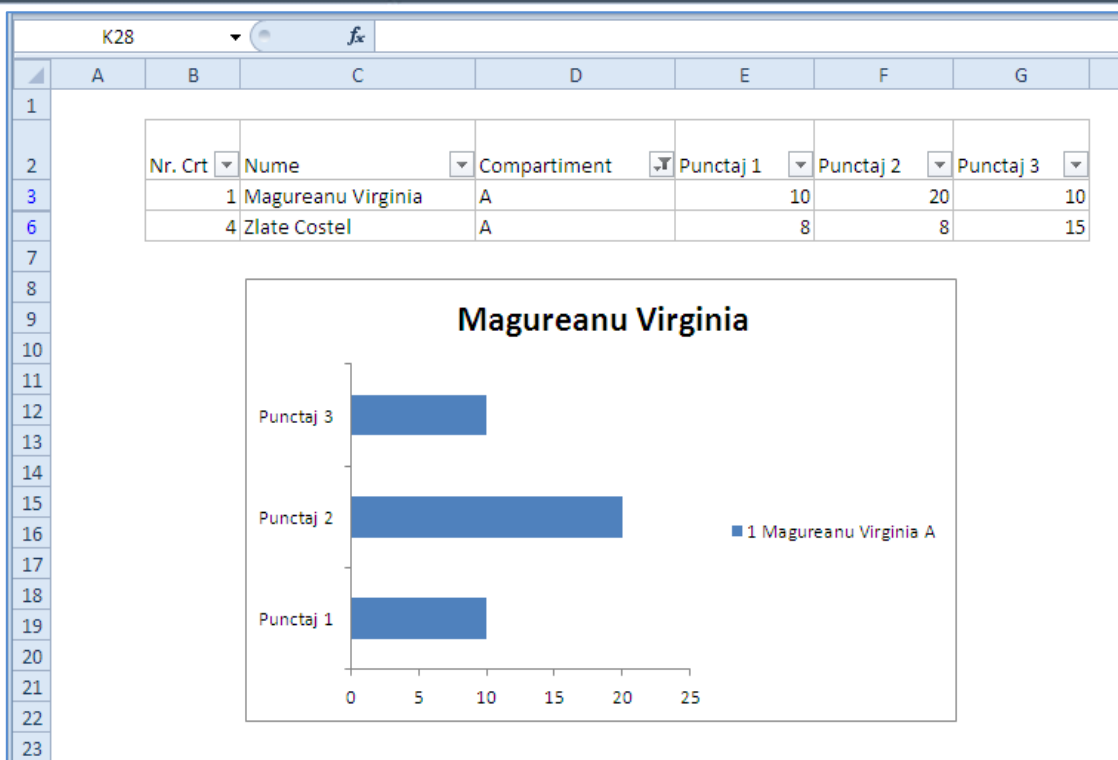 K28 fx
A B C D E F G
1
2 Nr. Crt Nume Compartiment Punctaj 1 Punctaj 2 Punctaj 3
3 1 Magureanu Virginia A 10 20 10
6 4 Zlate Costel A 8 8 15
7
8
9 Magureanu Virginia
10
11
12 Punctaj 3
13
14
15 Punctaj 2
16 1 Magureanu Virginia A
17
18
19 Punctaj 1
20
21
0 5 10 15 20 25
22
23